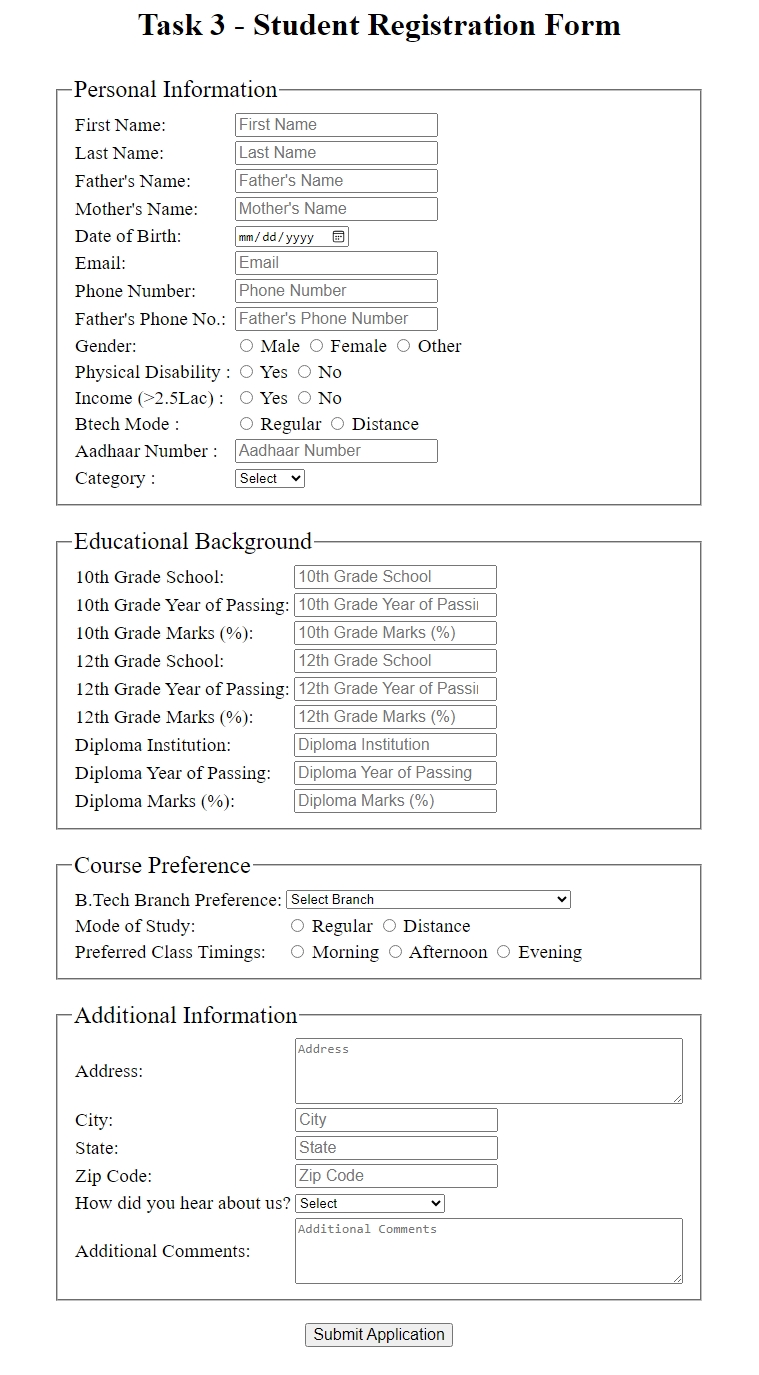 Task 3 - Student Registration Form
Personal Information
First Name: First Name
Last Name: Last Name
Father's Name: Father's Name
Mother's Name: Mother's Name
Date of Birth: mm/dd/yyyy
Email: Email
Phone Number: Phone Number
Father's Phone No.: Father's Phone Number
Gender: Male Female Other
Physical Disability : Yes No
Income (>2.5Lac) : Yes No
Btech Mode : Regular Distance
Aadhaar Number : Aadhaar Number
Category : Select
Educational Background
10th Grade School: 10th Grade School
10th Grade Year of Passing: 10th Grade Year of Passi
10th Grade Marks (%): 10th Grade Marks (%)
12th Grade School: 12th Grade School
12th Grade Year of Passing: 12th Grade Year of Passi
12th Grade Marks (%): 12th Grade Marks (%)
Diploma Institution: Diploma Institution
Diploma Year of Passing: Diploma Year of Passing
Diploma Marks (%): Diploma Marks (%)
Course Preference
B.Tech Branch Preference: Select Branch
Mode of Study: Regular Distance
Preferred Class Timings: Morning Afternoon Evening
Additional Information
Address: Address
City: City
State: State
Zip Code: Zip Code
How did you hear about us? Select
Additional Comments: Additional Comments
Submit Application